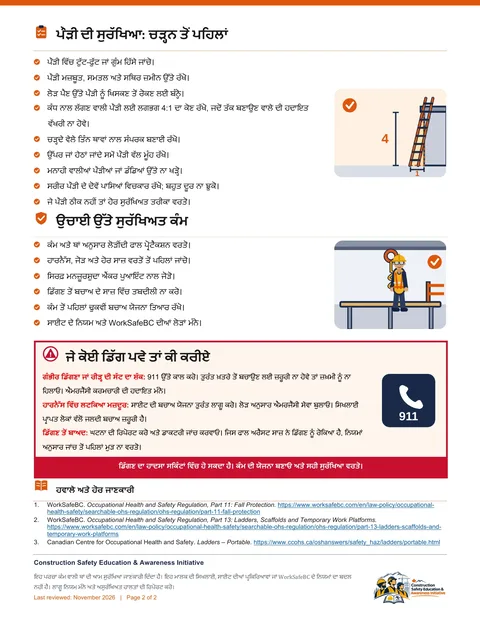 ਪੌੜੀ ਦੀ ਸੁਰੱਖਿਆ: ਚੜ੍ਹਨ ਤੋਂ ਪਹਿਲਾਂ
ਪੌੜੀ ਵਿੱਚ ਟੁੱਟ-ਫੁੱਟ ਜਾਂ ਗੁੰਮ ਹਿੱਸੇ ਜਾਂਚੋ।
ਪੌੜੀ ਮਜ਼ਬੂਤ, ਸਮਤਲ ਅਤੇ ਸਥਿਰ ਜ਼ਮੀਨ ਉੱਤੇ ਰੱਖੋ।
ਲੋੜ ਪੈਣ ਉੱਤੇ ਪੌੜੀ ਨੂੰ ਖਿਸਕਣ ਤੋਂ ਰੋਕਣ ਲਈ ਬੰਨ੍ਹੋ।
ਕੰਧ ਨਾਲ ਲੱਗਣ ਵਾਲੀ ਪੌੜੀ ਲਈ ਲਗਭਗ 4:1 ਦਾ ਕੋਣ ਰੱਖੋ, ਜਦੋਂ ਤੱਕ ਬਣਾਉਣ ਵਾਲੇ ਦੀ ਹਦਾਇਤ
ਵੱਖਰੀ ਨਾ ਹੋਵੇ।
ਚੜ੍ਹਦੇ ਵੇਲੇ ਤਿੰਨ ਥਾਵਾਂ ਨਾਲ ਸੰਪਰਕ ਬਣਾਈ ਰੱਖੋ।
ਉੱਪਰ ਜਾਂ ਹੇਠਾਂ ਜਾਂਦੇ ਸਮੇਂ ਪੌੜੀ ਵੱਲ ਮੂੰਹ ਰੱਖੋ।
ਮਨਾਹੀ ਵਾਲੀਆਂ ਪੌੜੀਆਂ ਜਾਂ ਡੰਡਿਆਂ ਉੱਤੇ ਨਾ ਖੜ੍ਹੋ।
ਸਰੀਰ ਪੌੜੀ ਦੇ ਦੋਵੇਂ ਪਾਸਿਆਂ ਵਿਚਕਾਰ ਰੱਖੋ; ਬਹੁਤ ਦੂਰ ਨਾ ਝੁਕੋ।
ਜੇ ਪੌੜੀ ਠੀਕ ਨਹੀਂ ਤਾਂ ਹੋਰ ਸੁਰੱਖਿਅਤ ਤਰੀਕਾ ਵਰਤੋ।
4
1
ਉਚਾਈ ਉੱਤੇ ਸੁਰੱਖਿਅਤ ਕੰਮ
ਕੰਮ ਅਤੇ ਥਾਂ ਅਨੁਸਾਰ ਲੋੜੀਂਦੀ ਫਾਲ ਪ੍ਰੋਟੈਕਸ਼ਨ ਵਰਤੋ।
ਹਾਰਨੈੱਸ, ਜੋੜ ਅਤੇ ਹੋਰ ਸਾਜ਼ ਵਰਤੋਂ ਤੋਂ ਪਹਿਲਾਂ ਜਾਂਚੋ।
ਸਿਰਫ਼ ਮਨਜ਼ੂਰਸ਼ੁਦਾ ਐਂਕਰ ਪੁਆਇੰਟ ਨਾਲ ਜੋੜੋ।
ਡਿੱਗਣ ਤੋਂ ਬਚਾਅ ਦੇ ਸਾਜ਼ ਵਿੱਚ ਤਬਦੀਲੀ ਨਾ ਕਰੋ।
ਕੰਮ ਤੋਂ ਪਹਿਲਾਂ ਢੁਕਵੀਂ ਬਚਾਅ ਯੋਜਨਾ ਤਿਆਰ ਰੱਖੋ।
ਸਾਈਟ ਦੇ ਨਿਯਮ ਅਤੇ WorkSafeBC ਦੀਆਂ ਲੋੜਾਂ ਮੰਨੋ।
ਜੇ ਕੋਈ ਡਿੱਗ ਪਵੇ ਤਾਂ ਕੀ ਕਰੀਏ
ਗੰਭੀਰ ਡਿੱਗਣਾ ਜਾਂ ਰੀੜ੍ਹ ਦੀ ਸੱਟ ਦਾ ਸ਼ੱਕ: 911 ਉੱਤੇ ਕਾਲ ਕਰੋ। ਤੁਰੰਤ ਖ਼ਤਰੇ ਤੋਂ ਬਚਾਉਣ ਲਈ ਜ਼ਰੂਰੀ ਨਾ ਹੋਵੇ ਤਾਂ ਜ਼ਖ਼ਮੀ ਨੂੰ ਨਾ
ਹਿਲਾਓ। ਐਮਰਜੈਂਸੀ ਕਰਮਚਾਰੀ ਦੀ ਹਦਾਇਤ ਮੰਨੋ।
ਹਾਰਨੈੱਸ ਵਿੱਚ ਲਟਕਿਆ ਮਜ਼ਦੂਰ: ਸਾਈਟ ਦੀ ਬਚਾਅ ਯੋਜਨਾ ਤੁਰੰਤ ਲਾਗੂ ਕਰੋ। ਲੋੜ ਅਨੁਸਾਰ ਐਮਰਜੈਂਸੀ ਸੇਵਾ ਬੁਲਾਓ। ਸਿਖਲਾਈ
ਪ੍ਰਾਪਤ ਲੋਕਾਂ ਵੱਲੋਂ ਜਲਦੀ ਬਚਾਅ ਜ਼ਰੂਰੀ ਹੈ।
ਡਿੱਗਣ ਤੋਂ ਬਾਅਦ: ਘਟਨਾ ਦੀ ਰਿਪੋਰਟ ਕਰੋ ਅਤੇ ਡਾਕਟਰੀ ਜਾਂਚ ਕਰਵਾਓ। ਜਿਸ ਫਾਲ ਅਰੈਸਟ ਸਾਜ਼ ਨੇ ਡਿੱਗਣ ਨੂੰ ਰੋਕਿਆ ਹੈ, ਨਿਯਮਾਂ
ਅਨੁਸਾਰ ਜਾਂਚ ਤੋਂ ਪਹਿਲਾਂ ਮੁੜ ਨਾ ਵਰਤੋ।
911
ਡਿੱਗਣ ਦਾ ਹਾਦਸਾ ਸਕਿੰਟਾਂ ਵਿੱਚ ਹੋ ਸਕਦਾ ਹੈ। ਕੰਮ ਦੀ ਯੋਜਨਾ ਬਣਾਓ ਅਤੇ ਸਹੀ ਸੁਰੱਖਿਆ ਵਰਤੋ।
ਹਵਾਲੇ ਅਤੇ ਹੋਰ ਜਾਣਕਾਰੀ
1. WorkSafeBC. Occupational Health and Safety Regulation, Part 11: Fall Protection. https://www.worksafebc.com/en/law-policy/occupational-
health-safety/searchable-ohs-regulation/ohs-regulation/part-11-fall-protection
2. WorkSafeBC. Occupational Health and Safety Regulation, Part 13: Ladders, Scaffolds and Temporary Work Platforms.
https://www.worksafebc.com/en/law-policy/occupational-health-safety/searchable-ohs-regulation/ohs-regulation/part-13-ladders-scaffolds-and-
temporary-work-platforms
3. Canadian Centre for Occupational Health and Safety. Ladders – Portable. https://www.ccohs.ca/oshanswers/safety_haz/ladders/portable.html
Construction Safety Education & Awareness Initiative
ਇਹ ਪਰਚਾ ਕੰਮ ਵਾਲੀ ਥਾਂ ਦੀ ਆਮ ਸੁਰੱਖਿਆ ਜਾਣਕਾਰੀ ਦਿੰਦਾ ਹੈ। ਇਹ ਮਾਲਕ ਦੀ ਸਿਖਲਾਈ, ਸਾਈਟ ਦੀਆਂ ਪ੍ਰਕਿਰਿਆਵਾਂ ਜਾਂ WorkSafeBC ਦੇ ਨਿਯਮਾਂ ਦਾ ਬਦਲ
ਨਹੀਂ ਹੈ। ਲਾਗੂ ਨਿਯਮ ਮੰਨੋ ਅਤੇ ਅਸੁਰੱਖਿਅਤ ਹਾਲਤਾਂ ਦੀ ਰਿਪੋਰਟ ਕਰੋ।
Last reviewed: November 2026 | Page 2 of 2
Construction
Safety Education &
Awareness Initiative